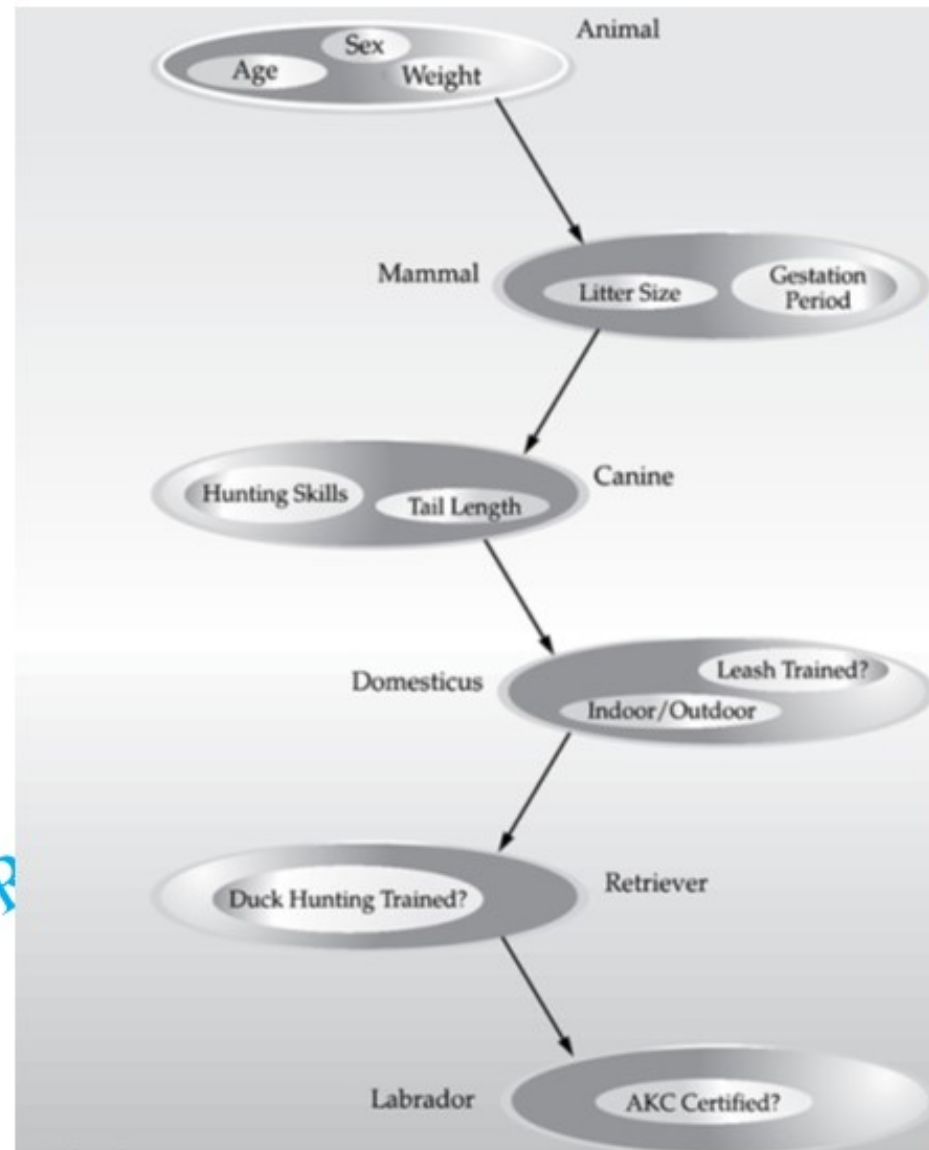 Animal
Sex
Age
Weight
Mammal
Litter Size
Gestation
Period
Canine
Hunting Skills
Tail Length
Domesticus
Leash Trained?
Indoor/Outdoor
Retriever
Duck Hunting Trained?
Labrador
AKC Certified?